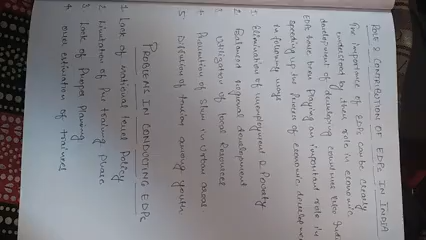 ROLE & CONTRIBUTION OF EDPs IN INDIA
The importance of EDPs can be clearly
understood by their role in economic
development of developing countries like India
EDPs have been playing an important role in
speeding up the process of economic development
in following ways
1. Elimination of unemployment & Poverty
2. Balanced regional development
3. Utilization of local Resources
4. Prevention of slum in urban areas
5. Diffusion of tension among youth
PROBLEMS IN CONDUCTING EDPs
1. Lack of national level Policy
2. Limitation of Pre training Phase
3. Lack of Proper Planning
4. over estimation of trainees